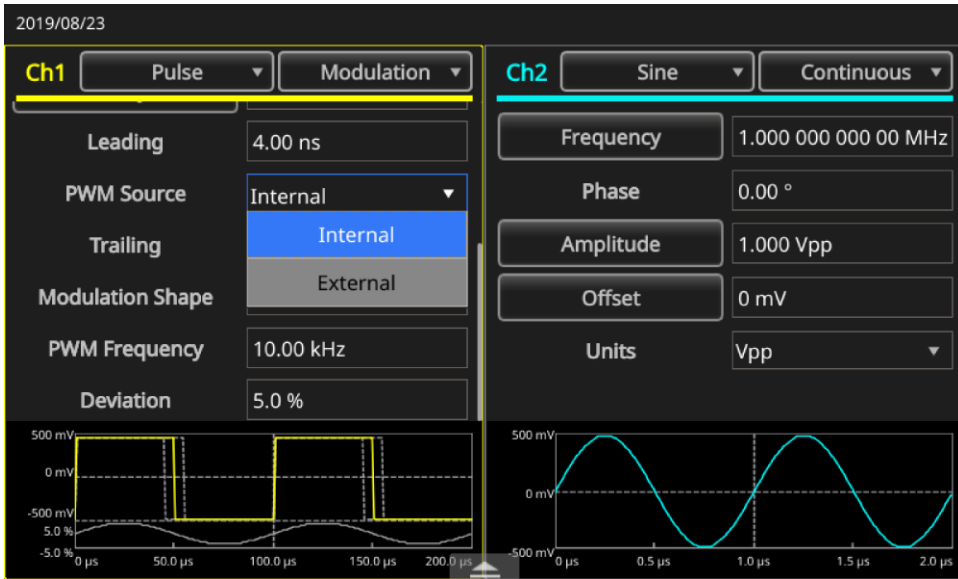 2019/08/23
Ch1 Pulse Modulation
Leading 4.00 ns
PWM Source Internal
Internal
Trailing
External
Modulation Shape
PWM Frequency 10.00 kHz
Deviation 5.0 %
500 mV
0 mV
-500 mV
5.0 %
-5.0 %
0 µs 50.0 µs 100.0 µs 150.0 µs 200.0 µs
Ch2 Sine Continuous
Frequency 1.000 000 000 00 MHz
Phase 0.00 °
Amplitude 1.000 Vpp
Offset 0 mV
Units Vpp
500 mV
0 mV
-500 mV
0 µs 0.5 µs 1.0 µs 1.5 µs 2.0 µs